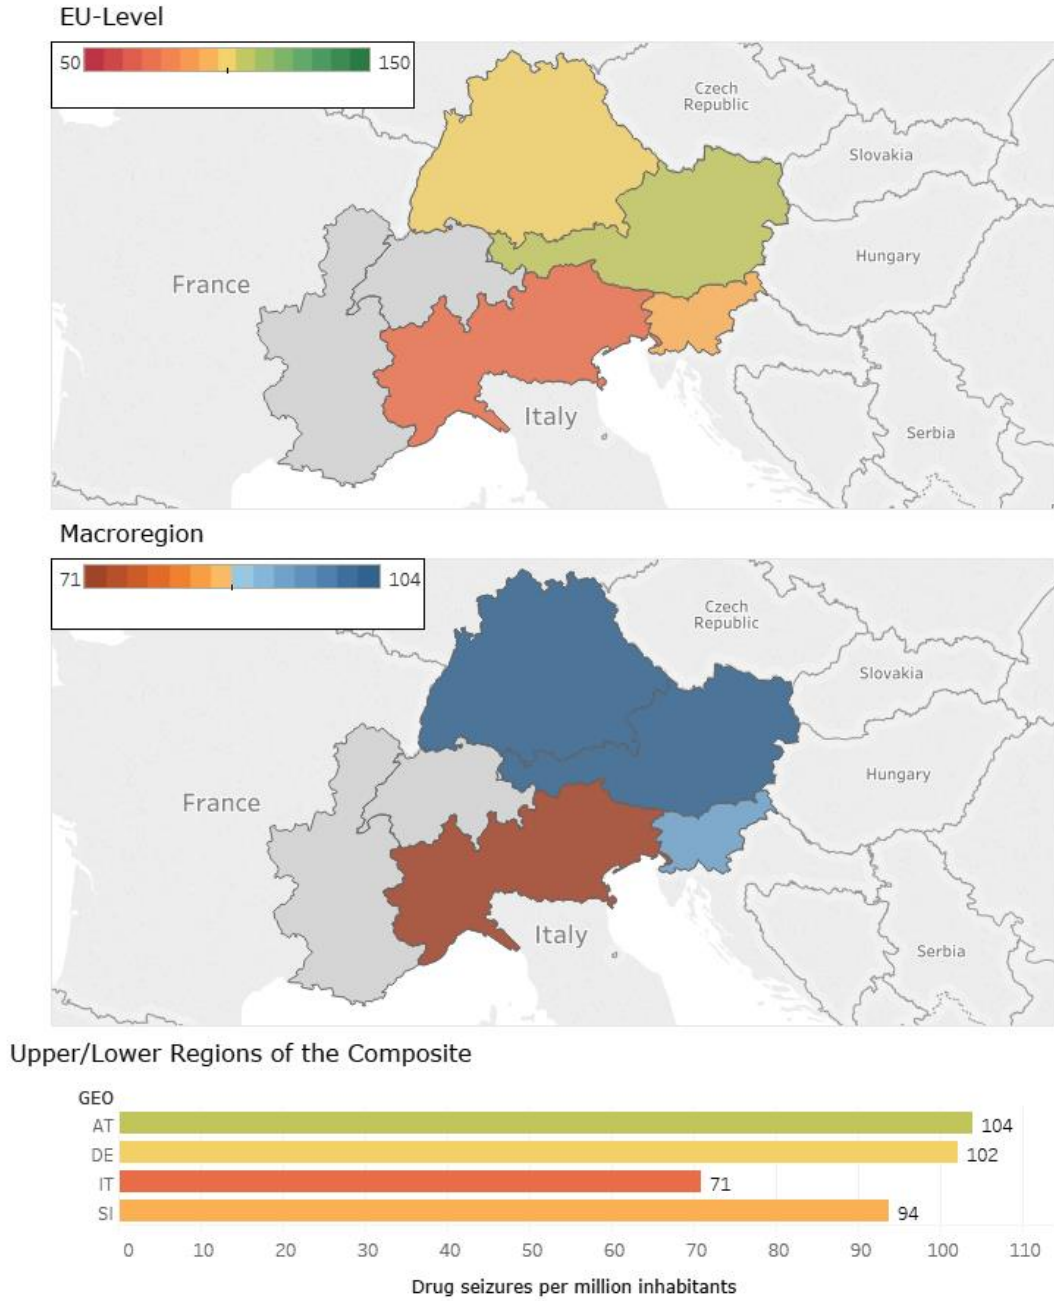 EU-Level
50 150
Czech
Republic
Slovakia
Hungary
France
Italy
Serbia
Macroregion
71 104
Czech
Republic
Slovakia
Hungary
France
Italy
Serbia
Upper/Lower Regions of the Composite
GEO
AT 104
DE 102
IT 71
SI 94
0 10 20 30 40 50 60 70 80 90 100 110
Drug seizures per million inhabitants